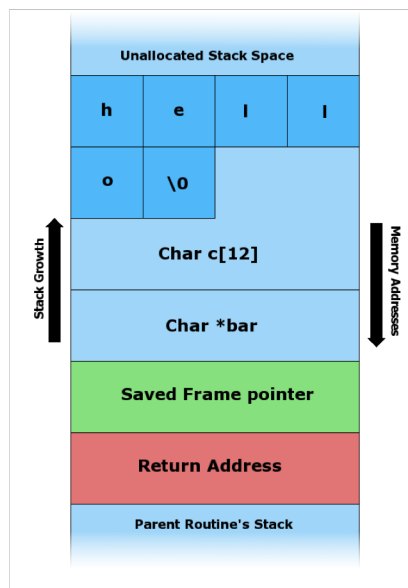 Unallocated Stack Space
h e l l
o \0
Stack Growth
Memory Addresses
Char c[12]
Char *bar
Saved Frame pointer
Return Address
Parent Routine's Stack